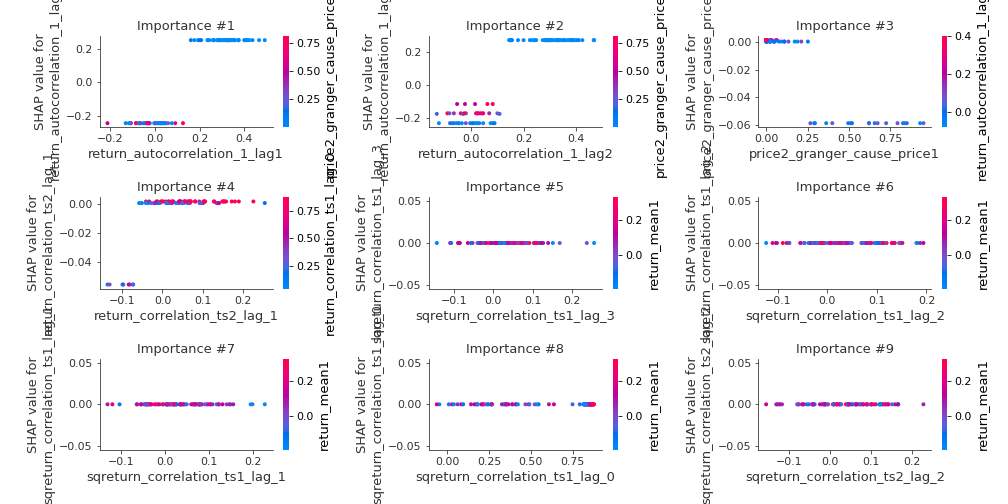 Importance #1
SHAP value for
return_autocorrelation_1_lag1
0.2
0.0
−0.2
−0.2
0.0
0.2
0.4
return_autocorrelation_1_lag1
0.75
0.50
0.25
price2_granger_cause_price1
Importance #2
SHAP value for
return_autocorrelation_1_lag2
0.2
0.0
−0.2
0.0
0.2
0.4
return_autocorrelation_1_lag2
0.75
0.50
0.25
price2_granger_cause_price1
Importance #3
SHAP value for
price2_granger_cause_price1
0.00
−0.02
−0.04
−0.06
0.00
0.25
0.50
0.75
price2_granger_cause_price1
0.4
0.2
0.0
Importance #4
SHAP value for
return_correlation_ts2_lag_1
0.00
−0.02
−0.04
−0.1
0.0
0.1
0.2
return_correlation_ts2_lag_1
0.75
0.50
0.25
Importance #5
SHAP value for
sqreturn_correlation_ts1_lag_3
0.05
0.00
−0.05
−0.1
0.0
0.1
0.2
sqreturn_correlation_ts1_lag_3
0.2
0.0
return_mean1
Importance #6
SHAP value for
sqreturn_correlation_ts1_lag_2
0.05
0.00
−0.05
−0.1
0.0
0.1
0.2
sqreturn_correlation_ts1_lag_2
0.2
0.0
return_mean1
Importance #7
SHAP value for
sqreturn_correlation_ts1_lag_1
0.05
0.00
−0.05
−0.1
0.0
0.1
0.2
sqreturn_correlation_ts1_lag_1
0.2
0.0
return_mean1
Importance #8
SHAP value for
sqreturn_correlation_ts1_lag_0
0.05
0.00
−0.05
0.00
0.25
0.50
0.75
sqreturn_correlation_ts1_lag_0
0.2
0.0
return_mean1
Importance #9
SHAP value for
sqreturn_correlation_ts2_lag_2
0.05
0.00
−0.05
−0.1
0.0
0.1
0.2
sqreturn_correlation_ts2_lag_2
0.2
0.0
return_mean1